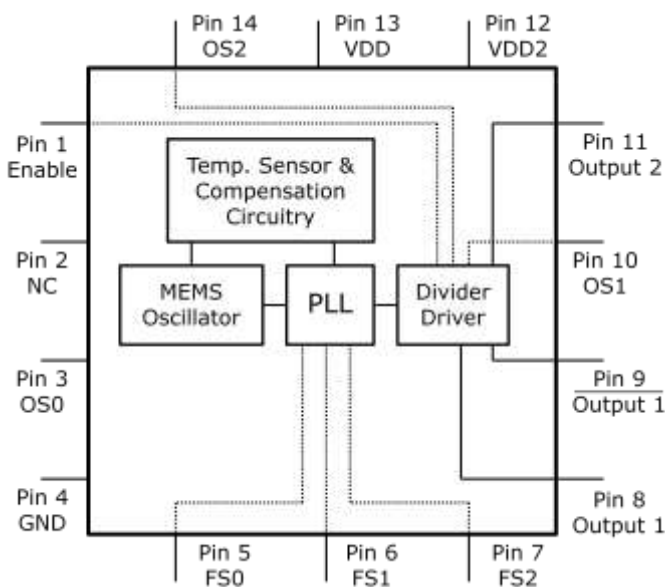 Pin 14
OS2
Pin 13
VDD
Pin 12
VDD2
Pin 1
Enable
Pin 2
NC
Pin 3
OS0
Pin 4
GND
Temp. Sensor &
Compensation
Circuitry
MEMS
Oscillator
PLL
Divider
Driver
Pin 11
Output 2
Pin 10
OS1
Pin 9
Output 1
Pin 8
Output 1
Pin 5
FS0
Pin 6
FS1
Pin 7
FS2